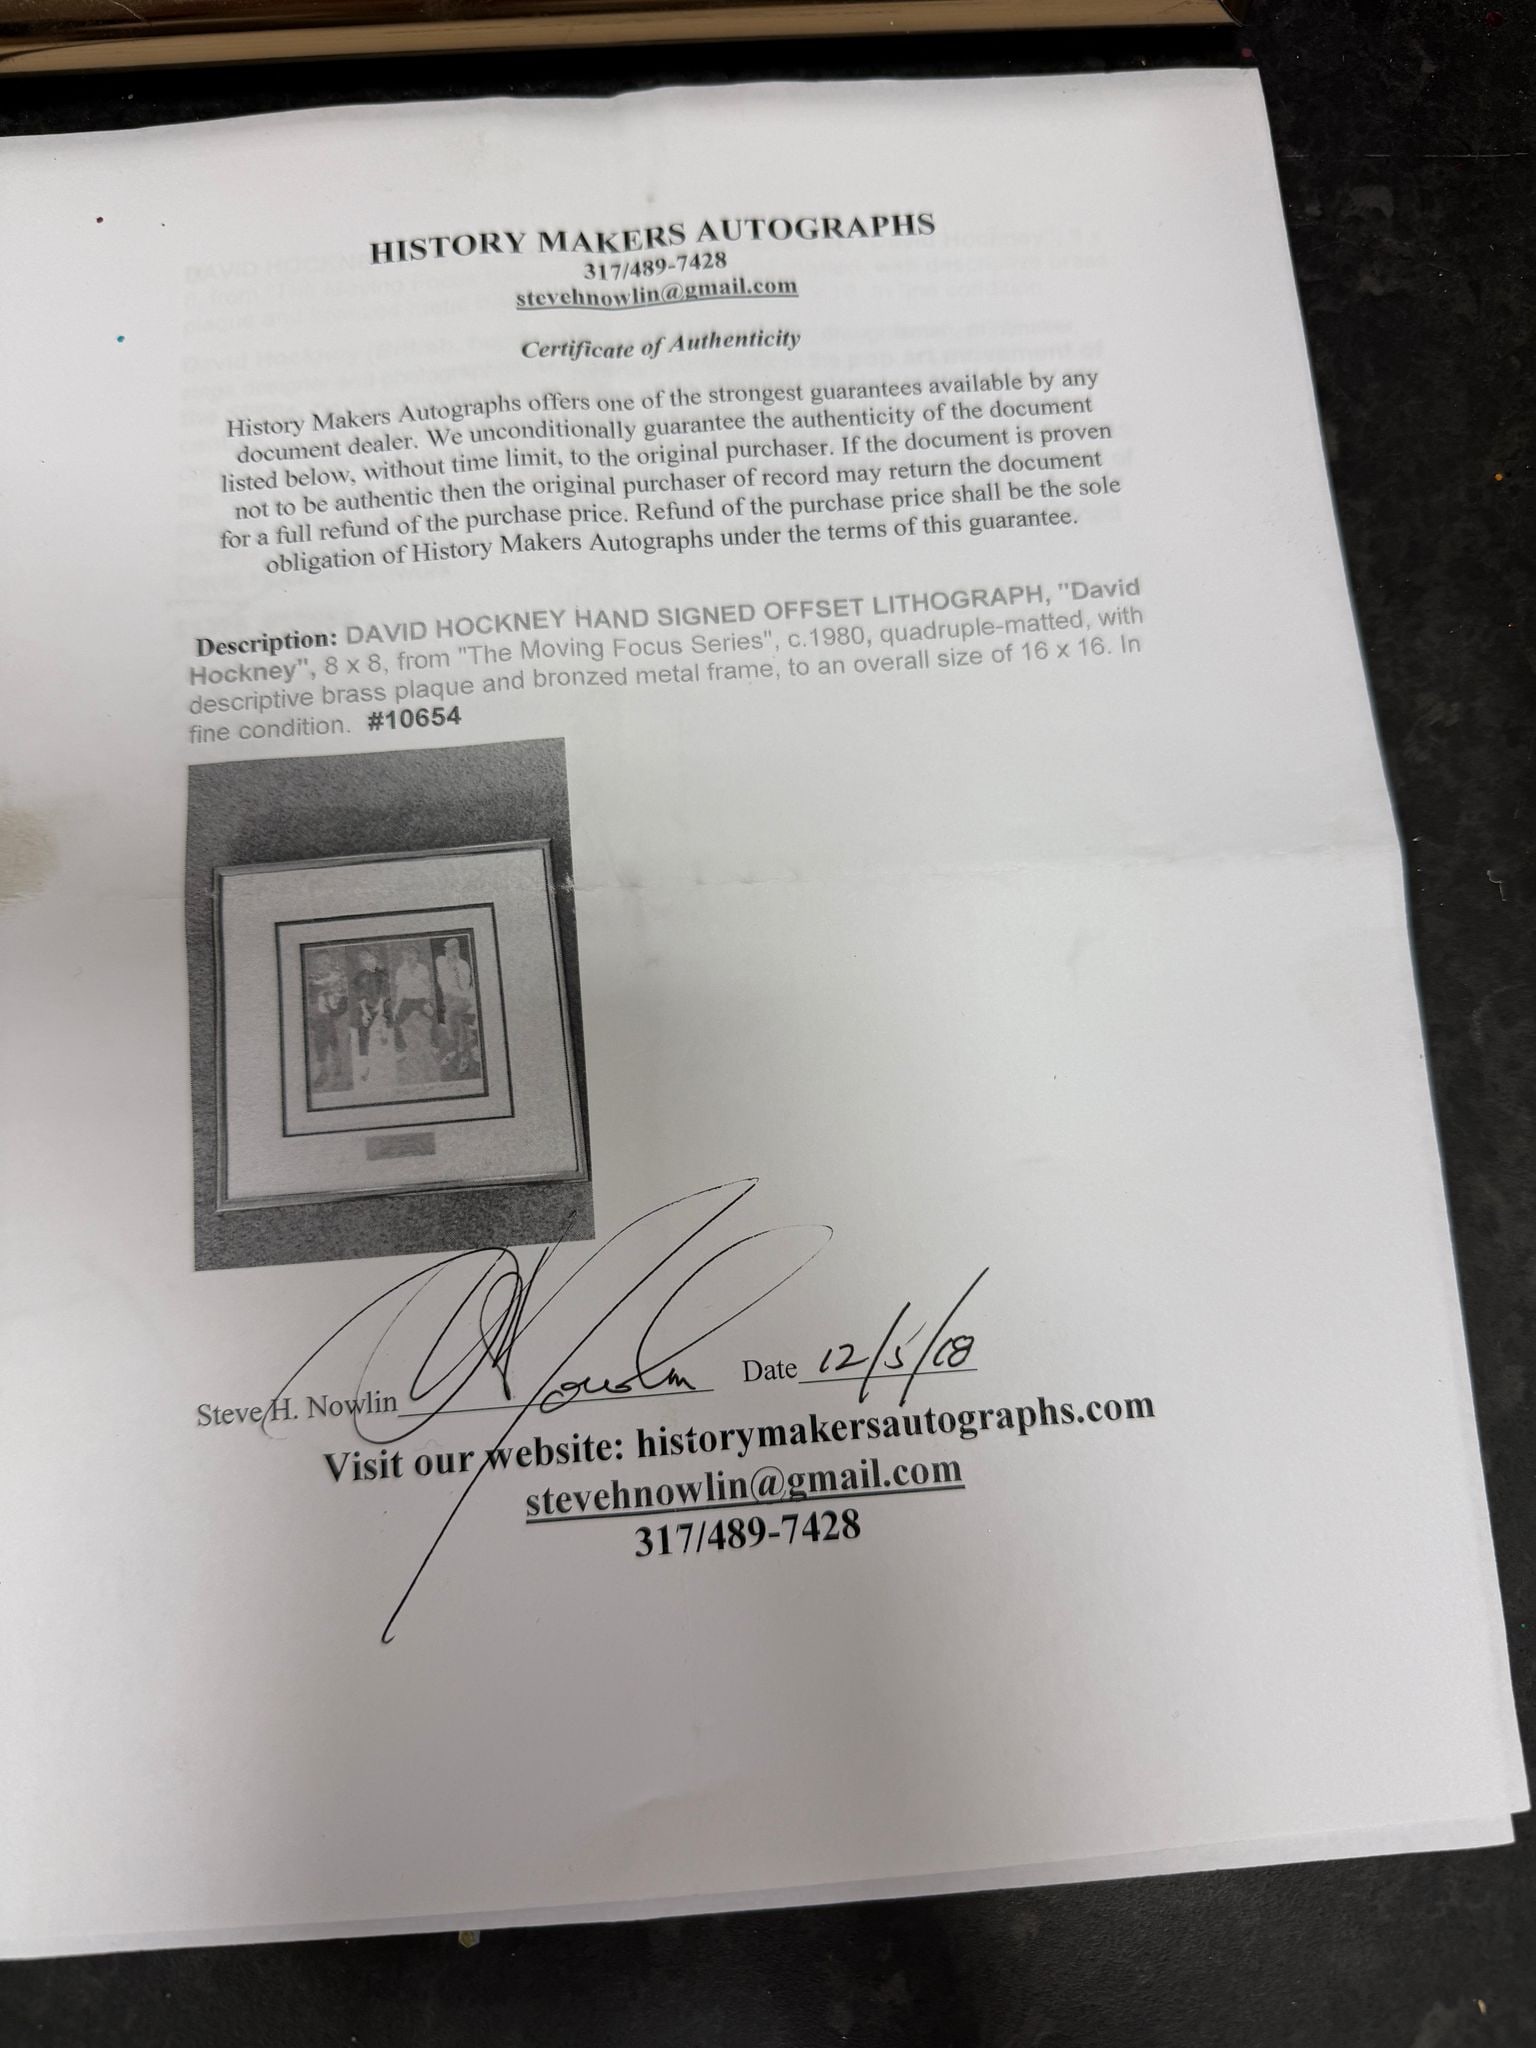 HISTORY MAKERS AUTOGRAPHS
317/489-7428
stevehnowlin@gmail.com
Certificate of Authenticity
History Makers Autographs offers one of the strongest guarantees available by any
document dealer. We unconditionally guarantee the authenticity of the document
listed below, without time limit, to the original purchaser. If the document is proven
not to be authentic then the original purchaser of record may return the document
for a full refund of the purchase price. Refund of the purchase price shall be the sole
obligation of History Makers Autographs under the terms of this guarantee.
Description: DAVID HOCKNEY HAND SIGNED OFFSET LITHOGRAPH, "David
Hockney", 8 x 8, from "The Moving Focus Series", c.1980, quadruple-matted, with
descriptive brass plaque and bronzed metal frame, to an overall size of 16 x 16. In
fine condition. #10654
Steve H. Nowlin Date 12/5/18
Visit our website: historymakersautographs.com
stevehnowlin@gmail.com
317/489-7428